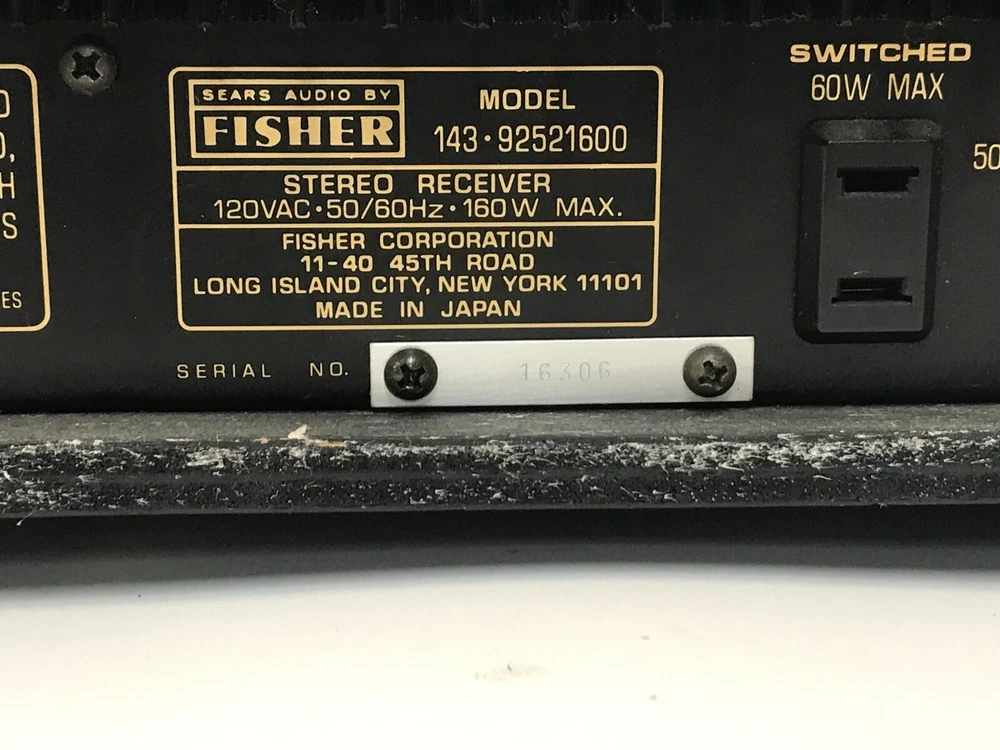 SEARS AUDIO BY
FISHER
MODEL
143·92521600
STEREO RECEIVER
120VAC·50/60Hz·160W MAX.
FISHER CORPORATION
11-40 45TH ROAD
LONG ISLAND CITY, NEW YORK 11101
MADE IN JAPAN
SERIAL NO.
16306
SWITCHED
60W MAX
50